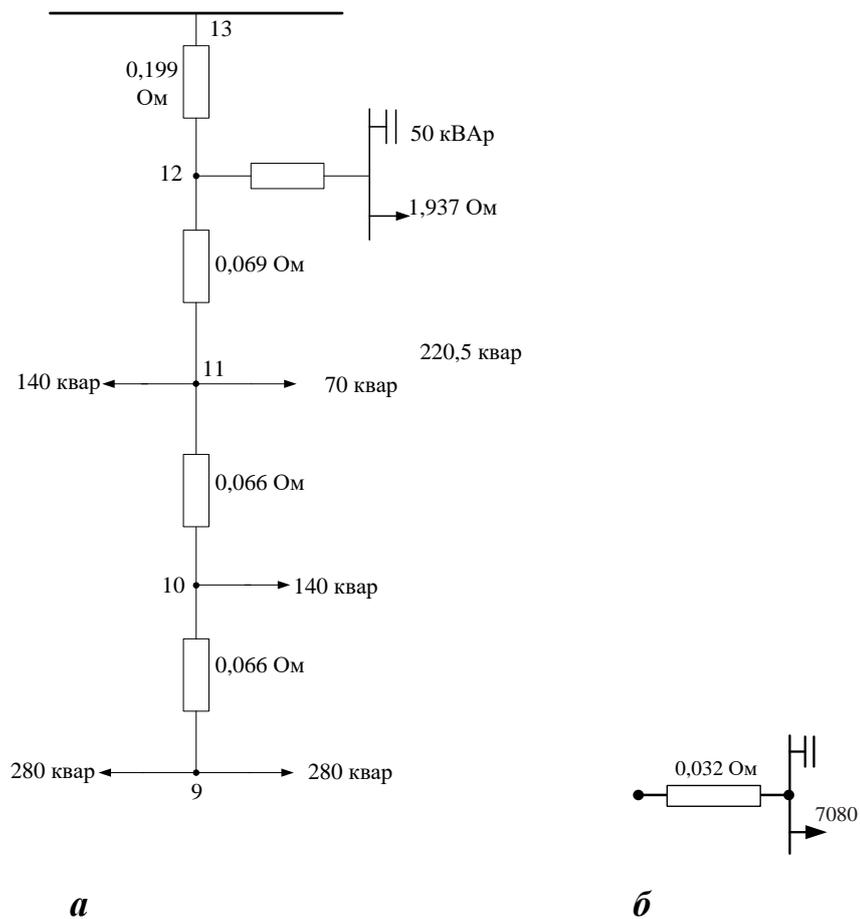 13
0,199
Ом
50 кВАр
12
1,937 Ом
0,069 Ом
220,5 квар
11
140 квар
70 квар
0,066 Ом
10
140 квар
0,066 Ом
280 квар
280 квар
9
0,032 Ом
7080
а
б